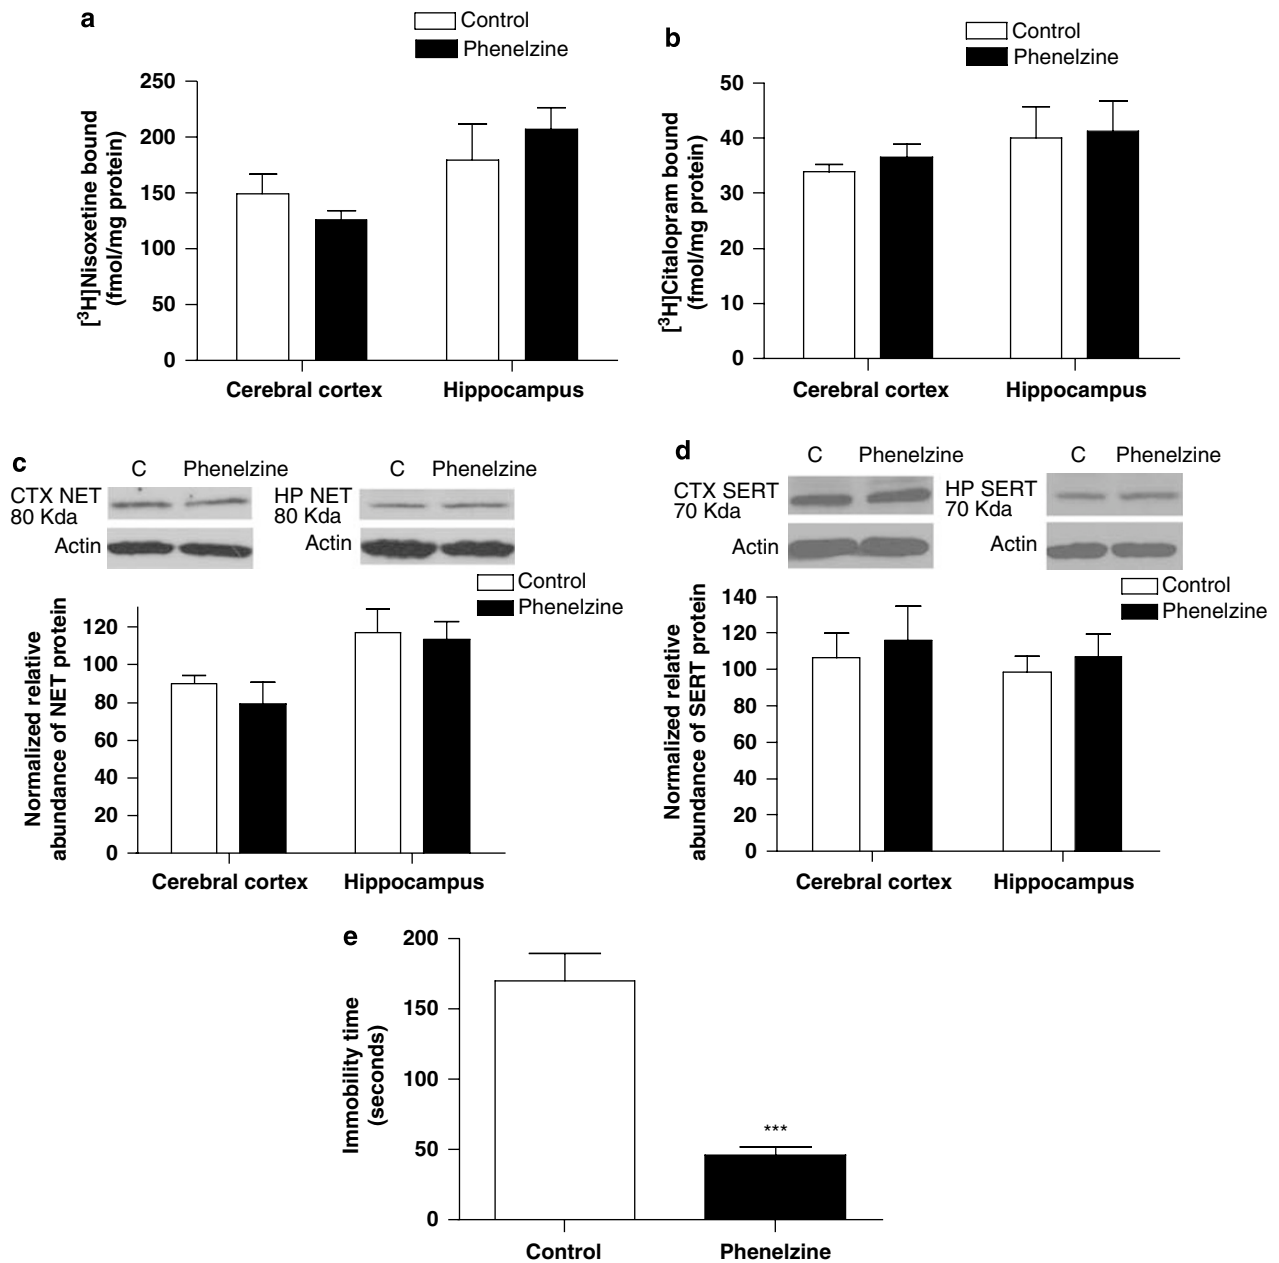 a
Control
Phenelzine
[³H]Nisoxetine bound
(fmol/mg protein)
250
200
150
100
50
0
Cerebral cortex
Hippocampus
b
Control
Phenelzine
[³H]Citalopram bound
(fmol/mg protein)
50
40
30
20
10
0
Cerebral cortex
Hippocampus
c
C
Phenelzine
CTX NET
80 Kda
Actin
C
Phenelzine
HP NET
80 Kda
Actin
Control
Phenelzine
Normalized relative
abundance of NET protein
120
100
80
60
40
20
0
Cerebral cortex
Hippocampus
d
C
Phenelzine
CTX SERT
70 Kda
Actin
C
Phenelzine
HP SERT
70 Kda
Actin
Control
Phenelzine
Normalized relative
abundance of SERT protein
140
120
100
80
60
40
20
0
Cerebral cortex
Hippocampus
e
Immobility time
(seconds)
200
150
100
50
0
***
Control
Phenelzine